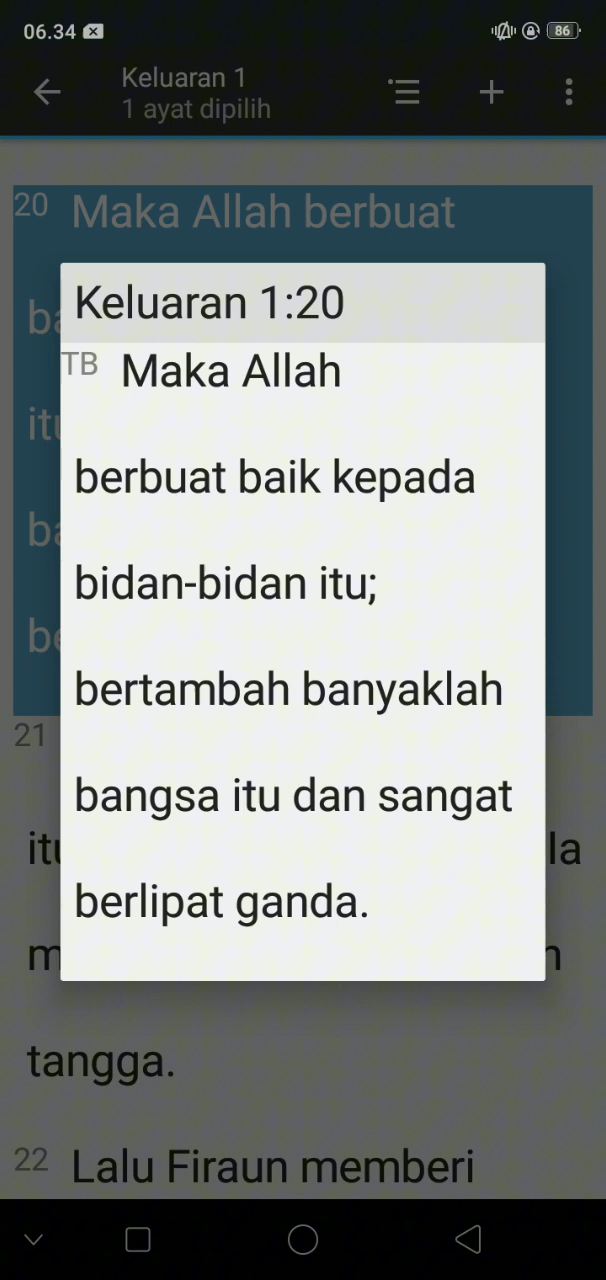 06.34
86
Keluaran 1
1 ayat dipilih
20 Maka Allah berbuat
Keluaran 1:20
TB Maka Allah
berbuat baik kepada
bidan-bidan itu;
bertambah banyaklah
bangsa itu dan sangat
berlipat ganda.
21
tangga.
22 Lalu Firaun memberi